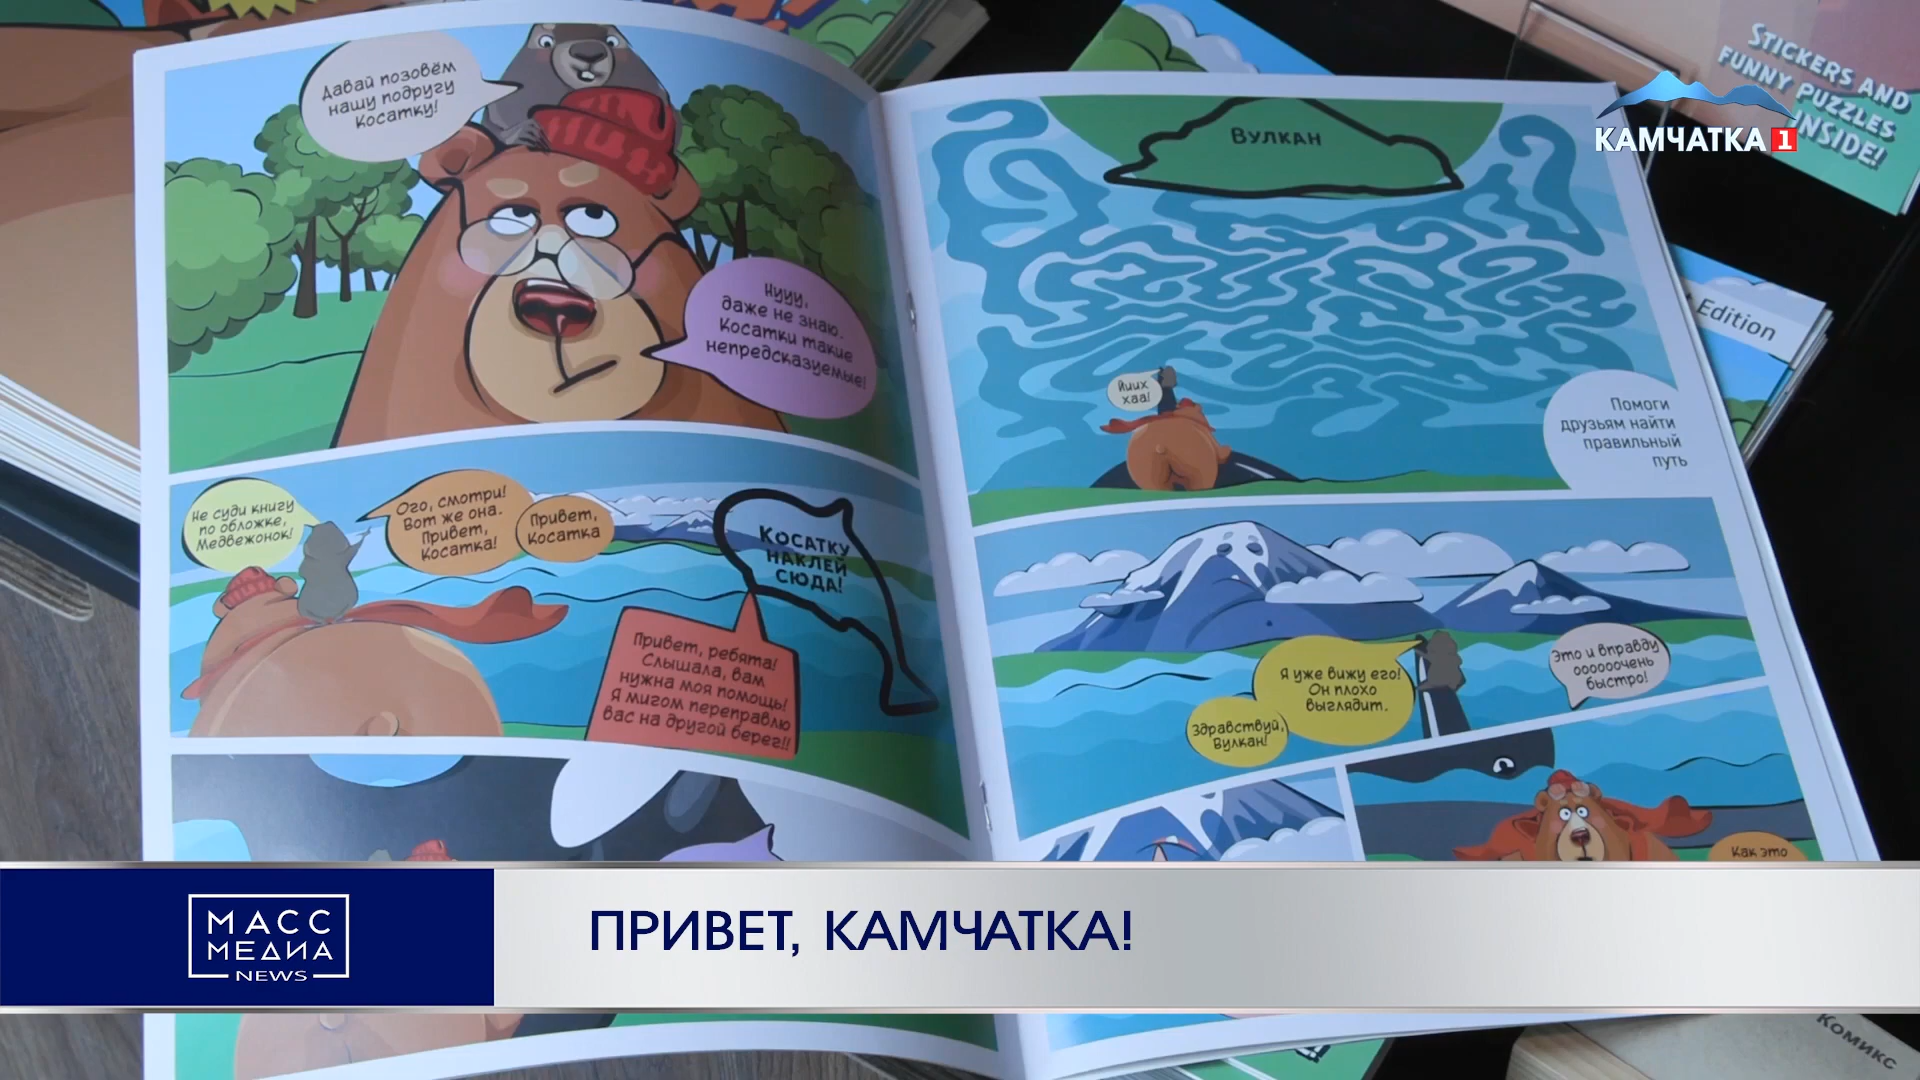 Давай позовём
нашу подругу
Косатку!
Нууу,
даже не знаю.
Косатки такие
непредсказуемые!
Не суди книгу
по обложке,
Медвежонок!
Ого, смотри!
Вот же она.
Привет,
Косатка!
Привет,
Косатка
Косатку
наклей
сюда!
Привет, ребята!
Слышала, вам
нужна моя помощь!
Я мигом переправлю
вас на другой берег!!
Вулкан
Йиих
хаа!
Помоги
друзьям найти
правильный
путь
Я уже вижу его!
Он плохо
выглядит.
Здравствуй,
Вулкан!
Это и вправду
оооооочень
быстро!
Как это
STICKERS AND
FUNNY PUZZLES
INSIDE!
КАМЧАТКА 1
Edition
МАСС
МЕДИА
NEWS
ПРИВЕТ, КАМЧАТКА!
Комикс